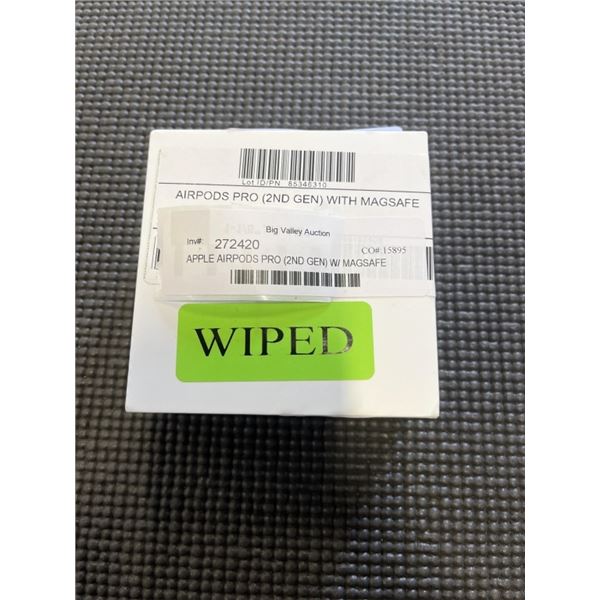 Lot ID/PN 85346310
AIRPODS PRO (2ND GEN) WITH MAGSAFE
Big Valley Auction
Inv#: 272420 CO#:15895
APPLE AIRPODS PRO (2ND GEN) W/ MAGSAFE
WIPED